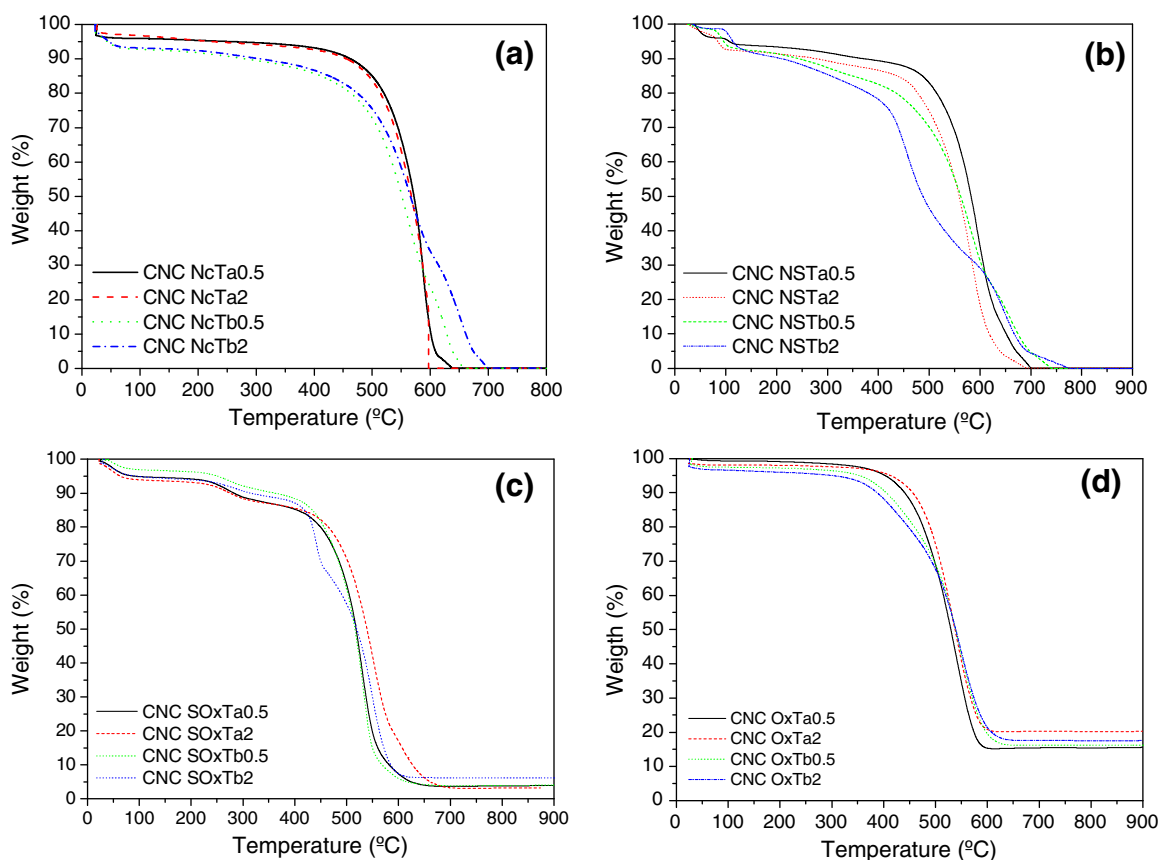 (a)
Weight (%)
100
90
80
70
60
50
40
30
20
10
0
CNC NcTa0.5
CNC NcTa2
CNC NcTb0.5
CNC NcTb2
0 100 200 300 400 500 600 700 800
Temperature (ºC)
(b)
Weight (%)
100
90
80
70
60
50
40
30
20
10
0
CNC NSTa0.5
CNC NSTa2
CNC NSTb0.5
CNC NSTb2
0 100 200 300 400 500 600 700 800 900
Temperature (ºC)
(c)
Weight (%)
100
90
80
70
60
50
40
30
20
10
0
CNC SOxTa0.5
CNC SOxTa2
CNC SOxTb0.5
CNC SOxTb2
0 100 200 300 400 500 600 700 800 900
Temperature (ºC)
(d)
Weigth (%)
100
90
80
70
60
50
40
30
20
10
0
CNC OxTa0.5
CNC OxTa2
CNC OxTb0.5
CNC OxTb2
0 100 200 300 400 500 600 700 800 900
Temperature (ºC)